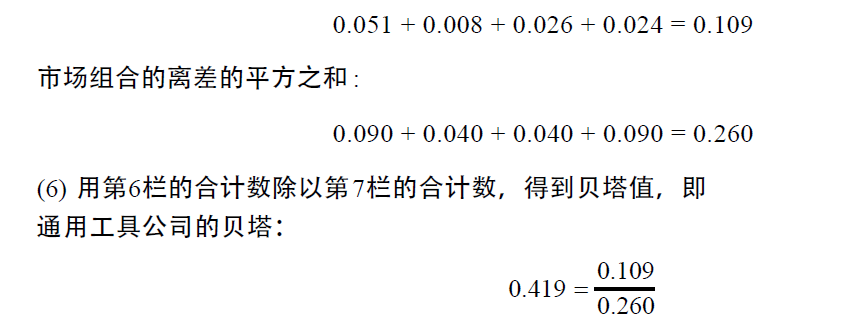 0.051 + 0.008 + 0.026 + 0.024 = 0.109
市场组合的离差的平方之和:
0.090 + 0.040 + 0.040 + 0.090 = 0.260
(6) 用第6栏的合计数除以第7栏的合计数，得到贝塔值，即
通用工具公司的贝塔：
0.419 = 0.109/0.260